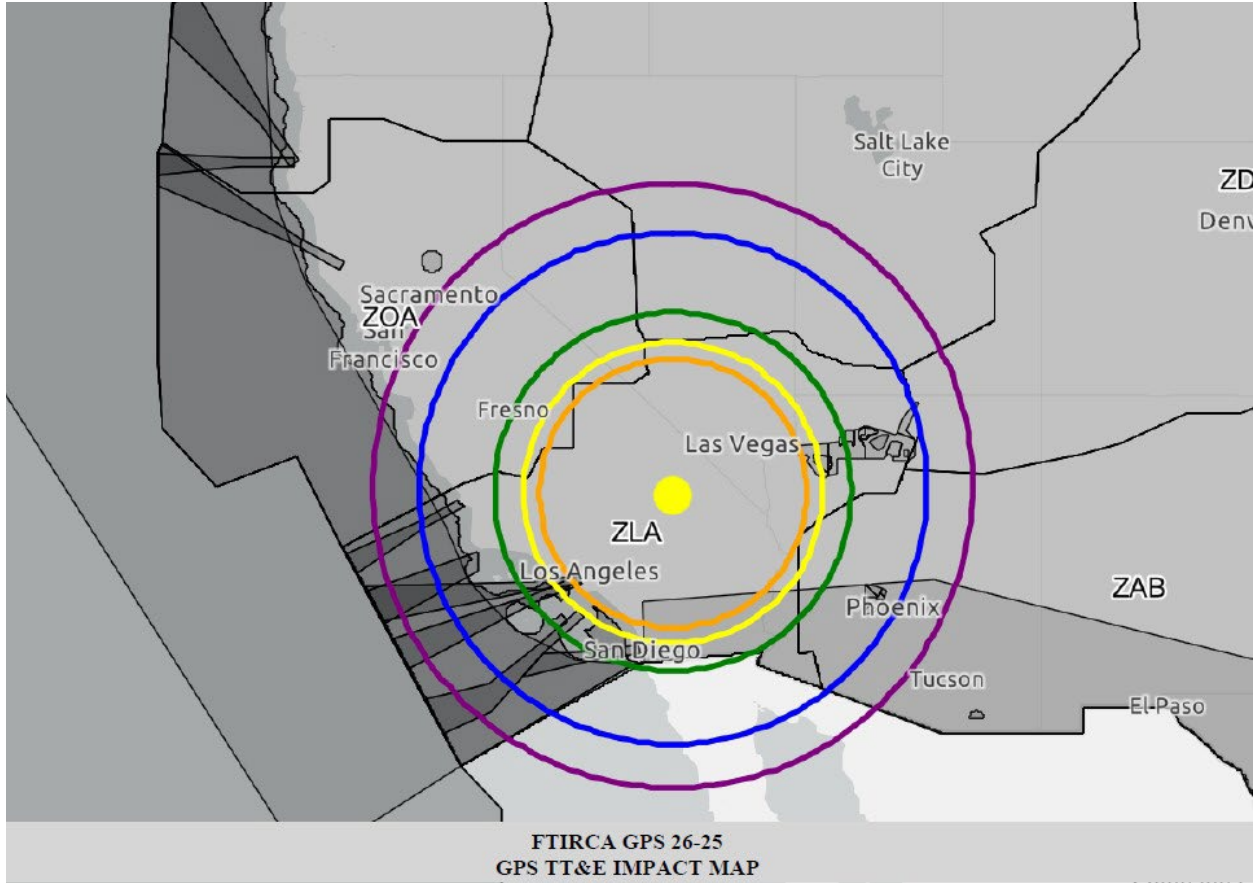 Salt Lake
City
ZD
Denv
Sacramento
ZOA
San
Francisco
Fresno
Las Vegas
ZLA
Los Angeles
ZAB
Phoenix
San Diego
Tucson
El Paso
FTIRCA GPS 26-25
GPS TT&E IMPACT MAP